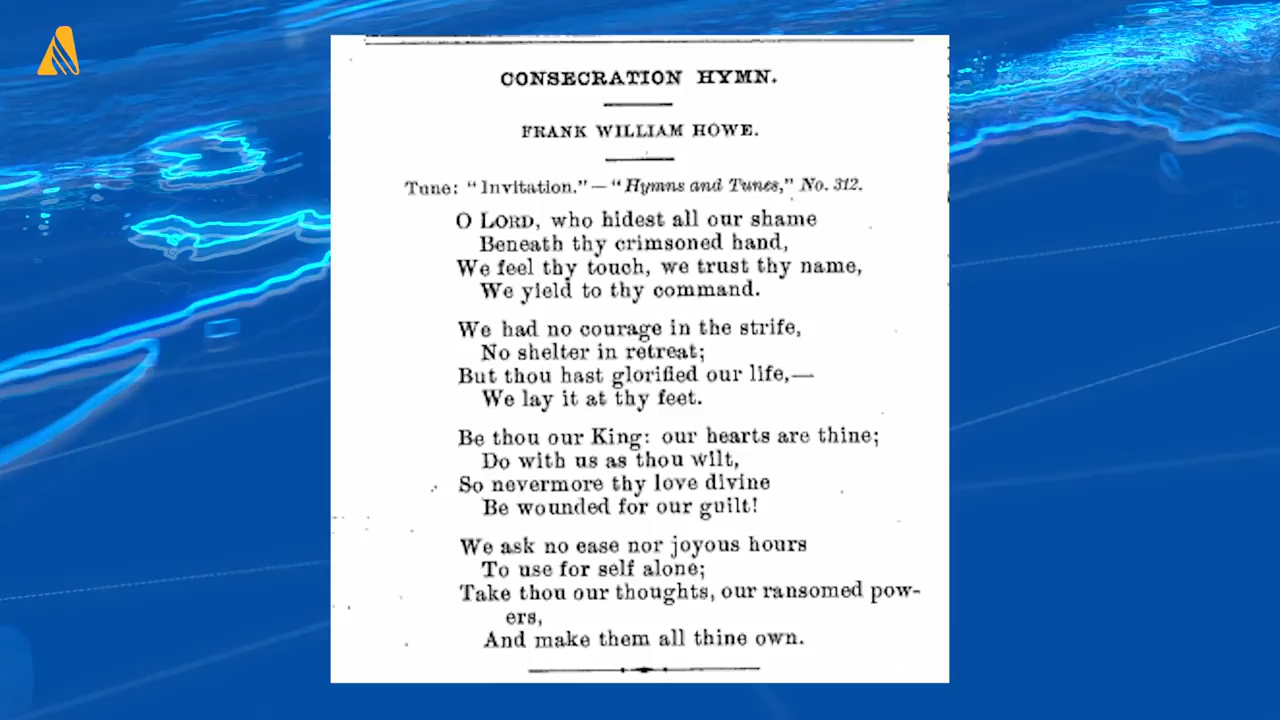 CONSECRATION HYMN.
FRANK WILLIAM HOWE.
Tune: "Invitation."—"Hymns and Tunes," No. 312.
O LORD, who hidest all our shame
Beneath thy crimsoned hand,
We feel thy touch, we trust thy name,
We yield to thy command.
We had no courage in the strife,
No shelter in retreat;
But thou hast glorified our life,—
We lay it at thy feet.
Be thou our King: our hearts are thine;
Do with us as thou wilt,
So nevermore thy love divine
Be wounded for our guilt!
We ask no ease nor joyous hours
To use for self alone;
Take thou our thoughts, our ransomed pow-
ers,
And make them all thine own.